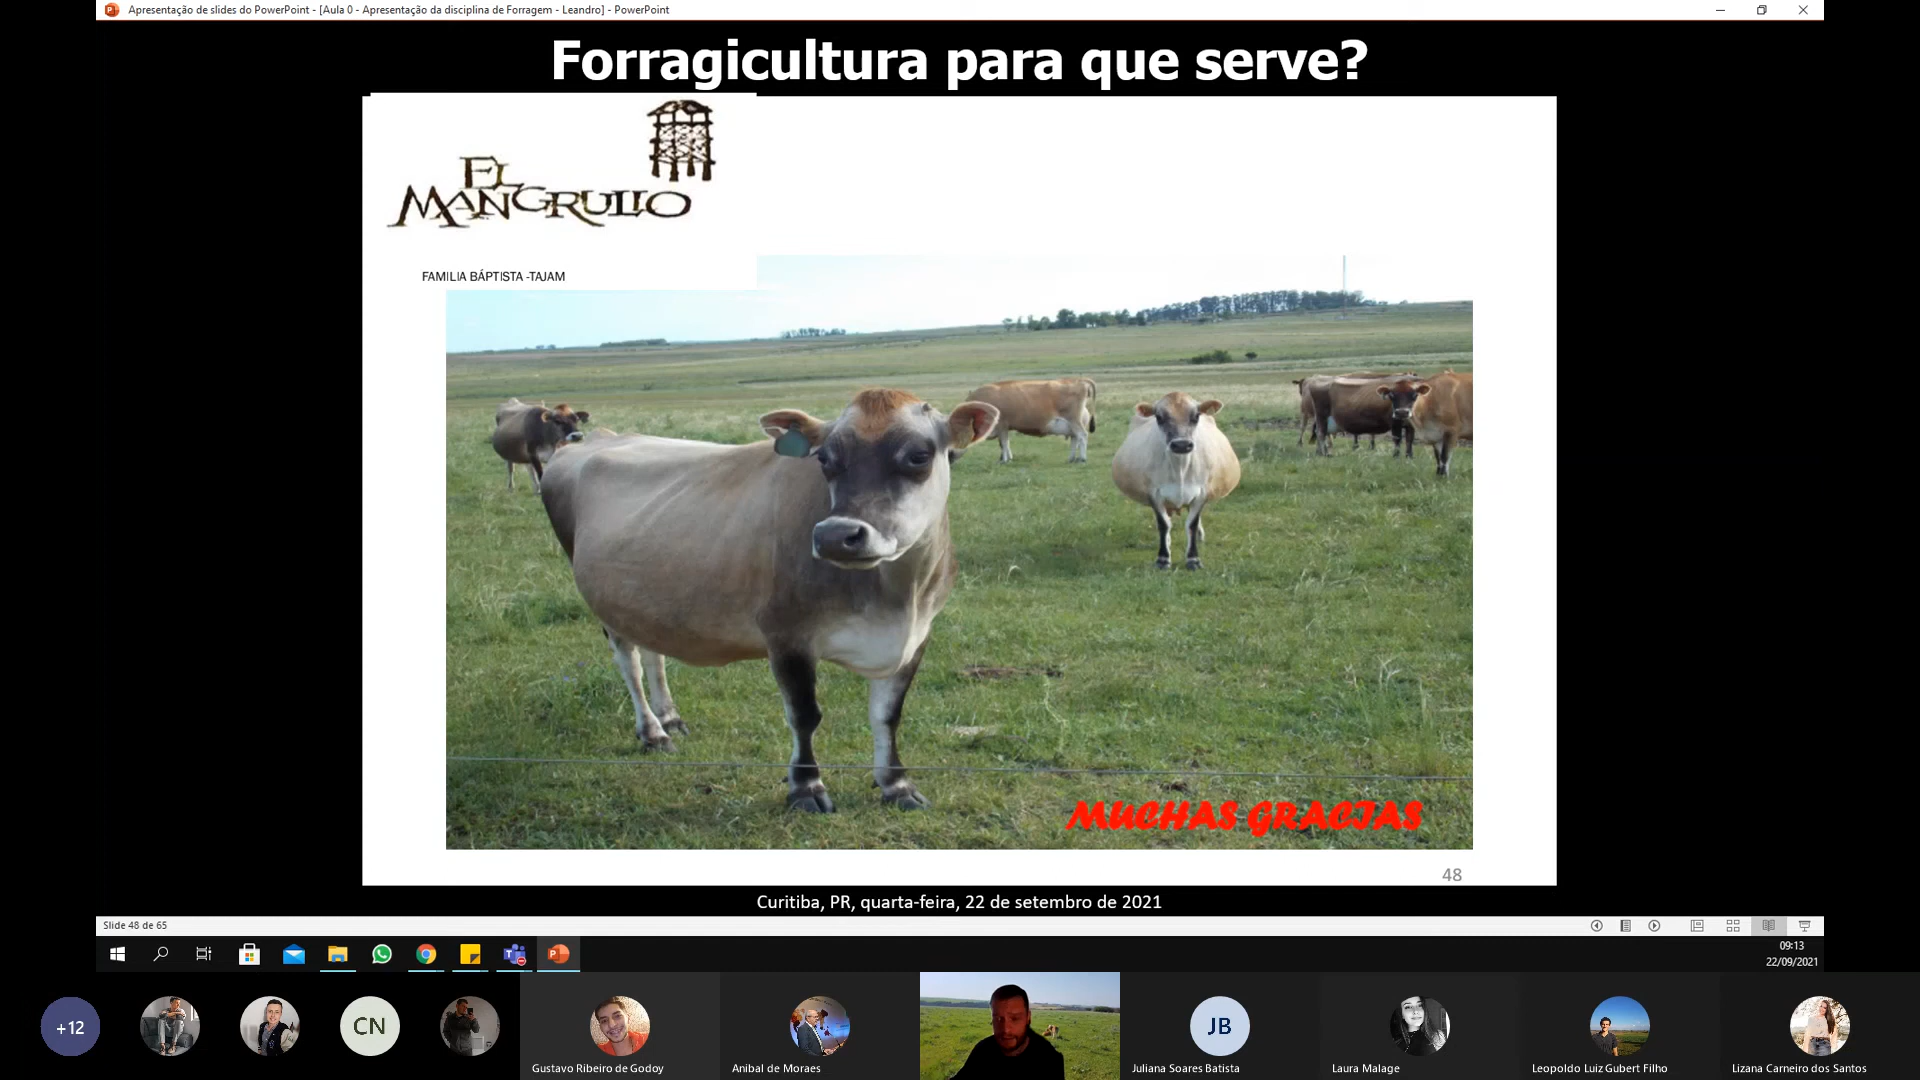 Apresentação de slides do PowerPoint - [Aula 0 - Apresentação da disciplina de Forragem - Leandro] - PowerPoint
Forragicultura para que serve?
EL
MANGRULLO
FAMILIA BÁPTISTA -TAJAM
MUCHAS GRACIAS
48
Curitiba, PR, quarta-feira, 22 de setembro de 2021
Slide 48 de 65
09:13
22/09/2021
+12
CN
JB
Gustavo Ribeiro de Godoy
Anibal de Moraes
Juliana Soares Batista
Laura Malage
Leopoldo Luiz Gubert Filho
Lizana Carneiro dos Santos